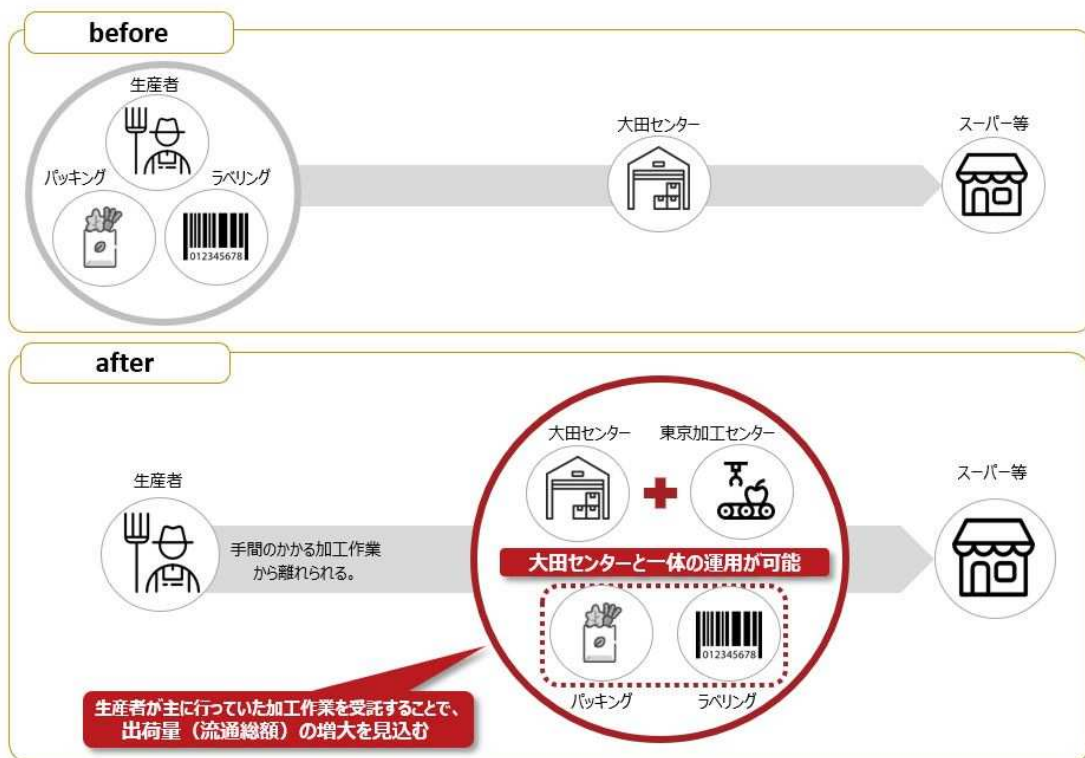 before
生産者
パッキング
ラベリング
012345678
大田センター
スーパー等
after
生産者
手間のかかる加工作業
から離れられる。
大田センター
東京加工センター
大田センターと一体の運用が可能
012345678
パッキング
ラベリング
スーパー等
生産者が主に行っていた加工作業を受託することで、
出荷量（流通総額）の増大を見込む